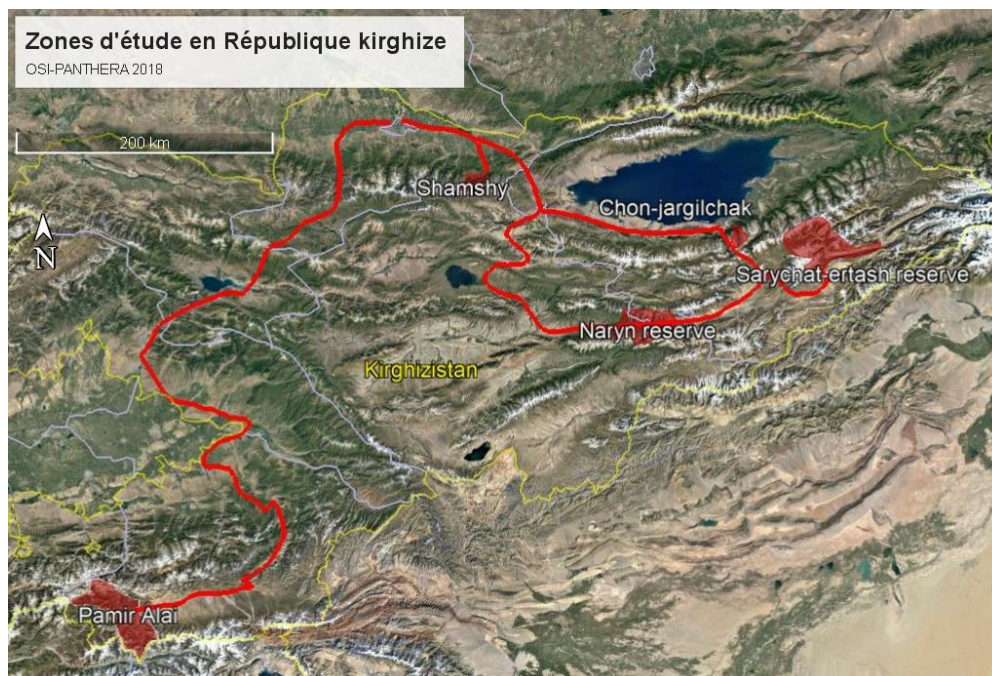 Zones d'étude en République kirghize
OSI-PANTHERA 2018
200 km
Shamshy
Chon-jargilchak
N
Sarychat-ertash reserve
Naryn reserve
Kirghizistan
Pamir Alai